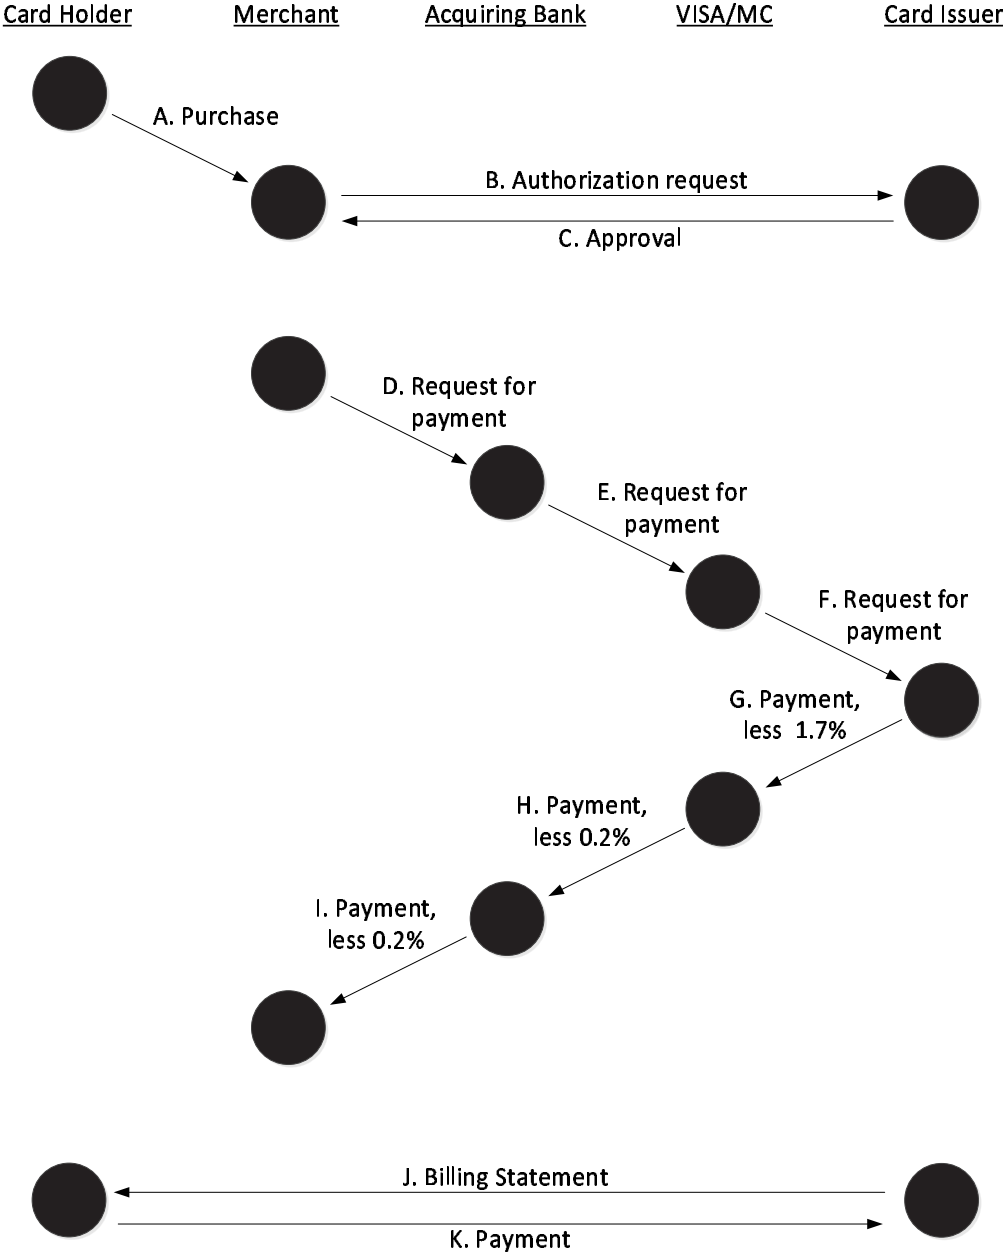 Card Holder
Merchant
Acquiring Bank
VISA/MC
Card Issuer
A. Purchase
B. Authorization request
C. Approval
D. Request for
payment
E. Request for
payment
F. Request for
payment
G. Payment,
less 1.7%
H. Payment,
less 0.2%
I. Payment,
less 0.2%
J. Billing Statement
K. Payment